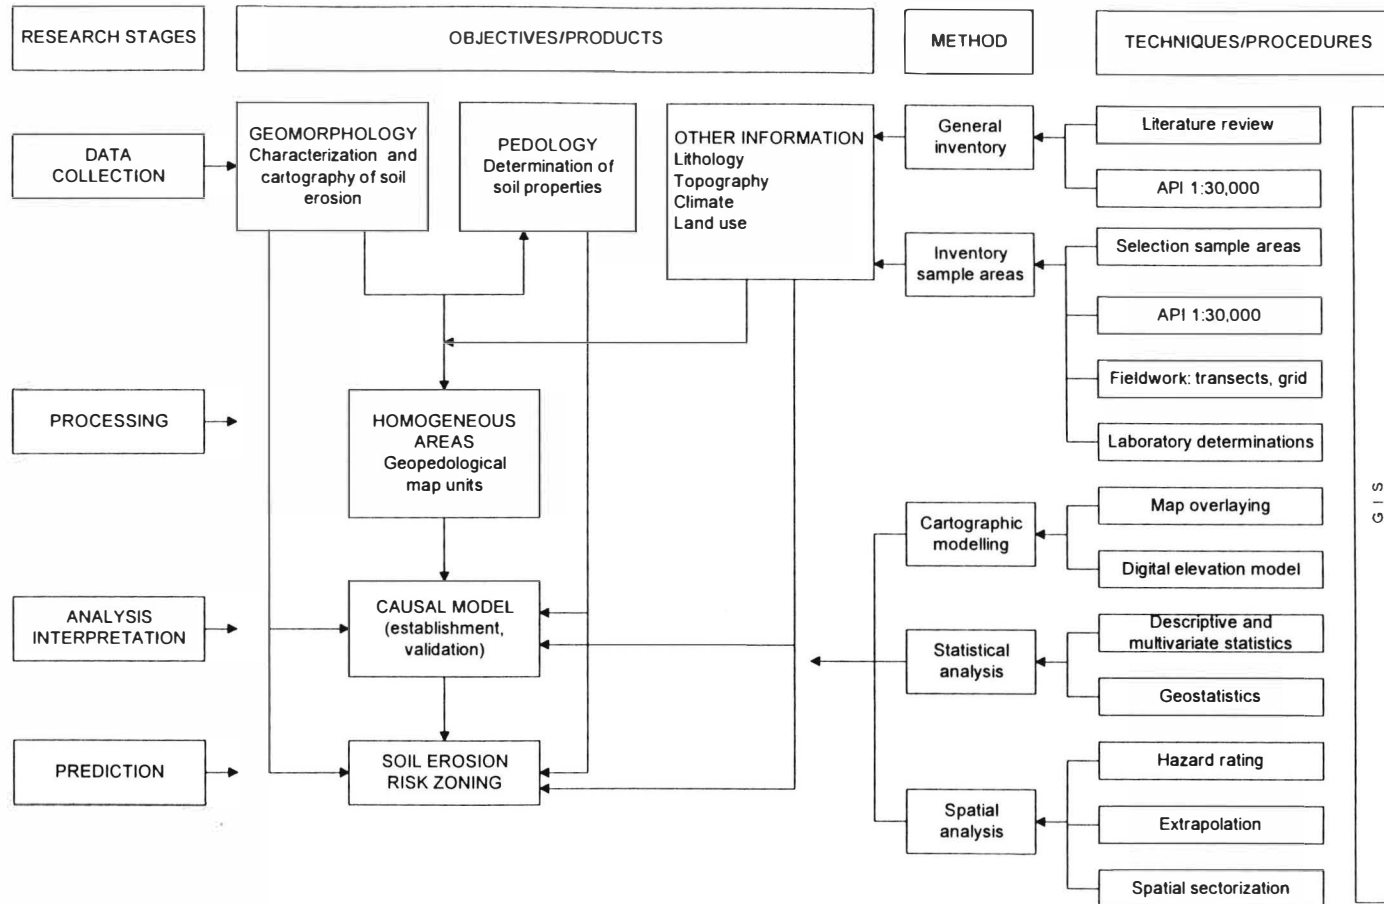 RESEARCH STAGES
OBJECTIVES/PRODUCTS
METHOD
TECHNIQUES/PROCEDURES
DATA
COLLECTION
GEOMORPHOLOGY
Characterization and
cartography of soil
erosion
PEDOLOGY
Determination of
soil properties
OTHER INFORMATION
Lithology
Topography
Climate
Land use
General
inventory
Literature review
API 1:30,000
Inventory
sample areas
Selection sample areas
API 1:30,000
Fieldwork: transects, grid
Laboratory determinations
PROCESSING
HOMOGENEOUS
AREAS
Geopedological
map units
Cartographic
modelling
Map overlaying
Digital elevation model
ANALYSIS
INTERPRETATION
CAUSAL MODEL
(establishment,
validation)
Statistical
analysis
Descriptive and
multivariate statistics
Geostatistics
PREDICTION
SOIL EROSION
RISK ZONING
Spatial
analysis
Hazard rating
Extrapolation
Spatial sectorization
GIS